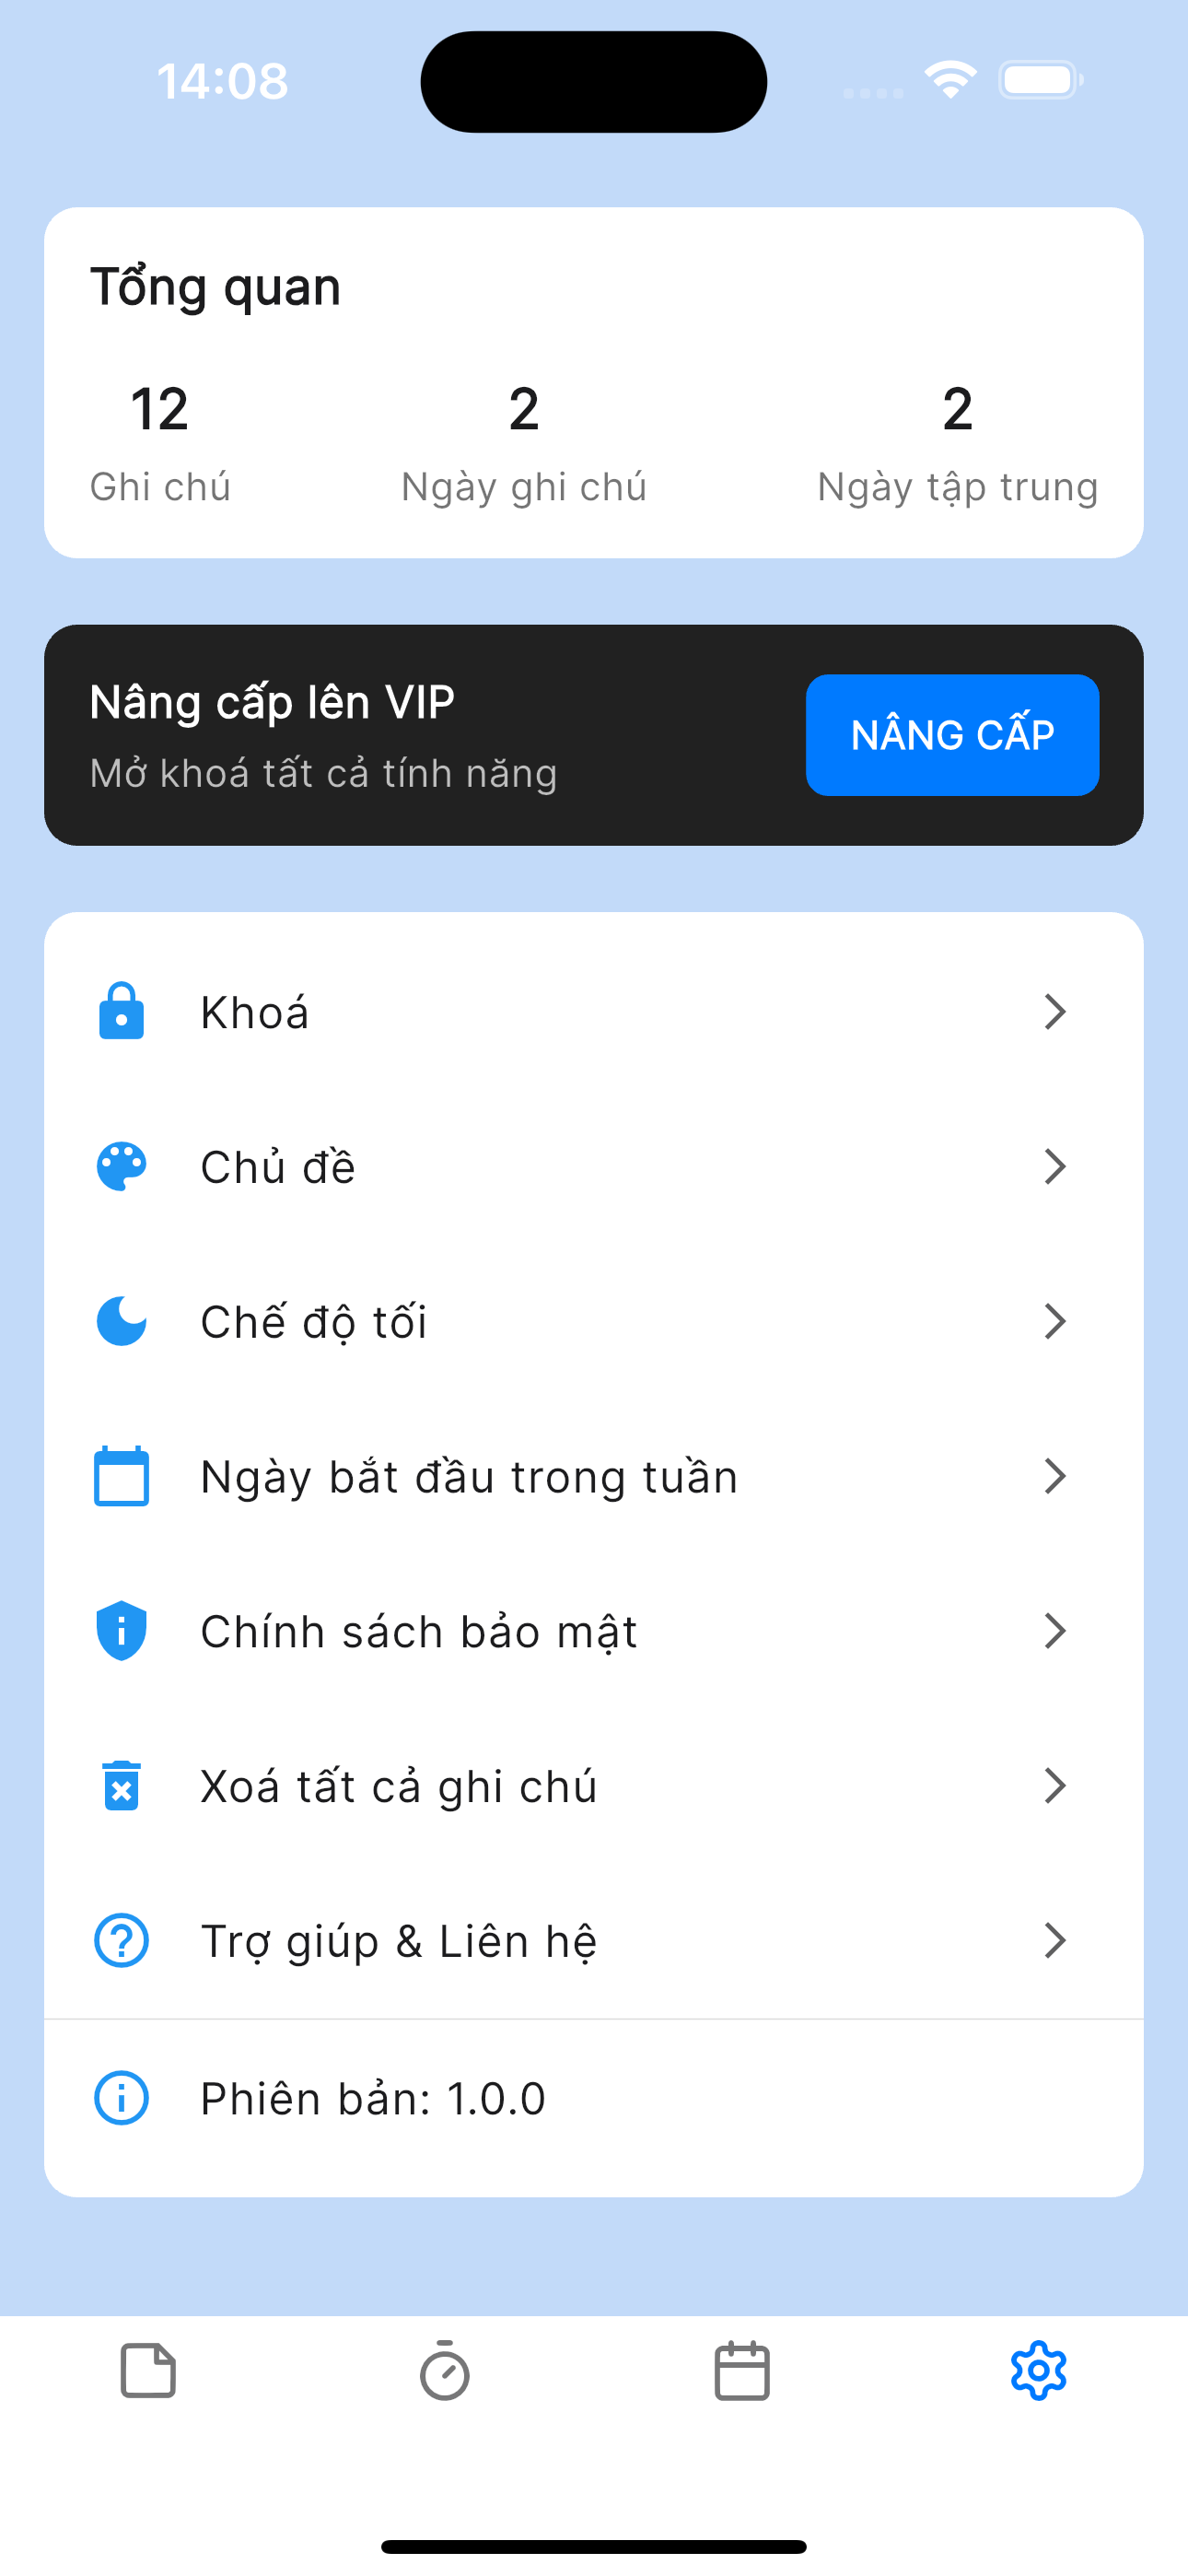 14:08
Tổng quan
12 2 2
Ghi chú Ngày ghi chú Ngày tập trung
Nâng cấp lên VIP
Mở khoá tất cả tính năng
NÂNG CẤP
Khoá
Chủ đề
Chế độ tối
Ngày bắt đầu trong tuần
Chính sách bảo mật
Xoá tất cả ghi chú
Trợ giúp & Liên hệ
Phiên bản: 1.0.0